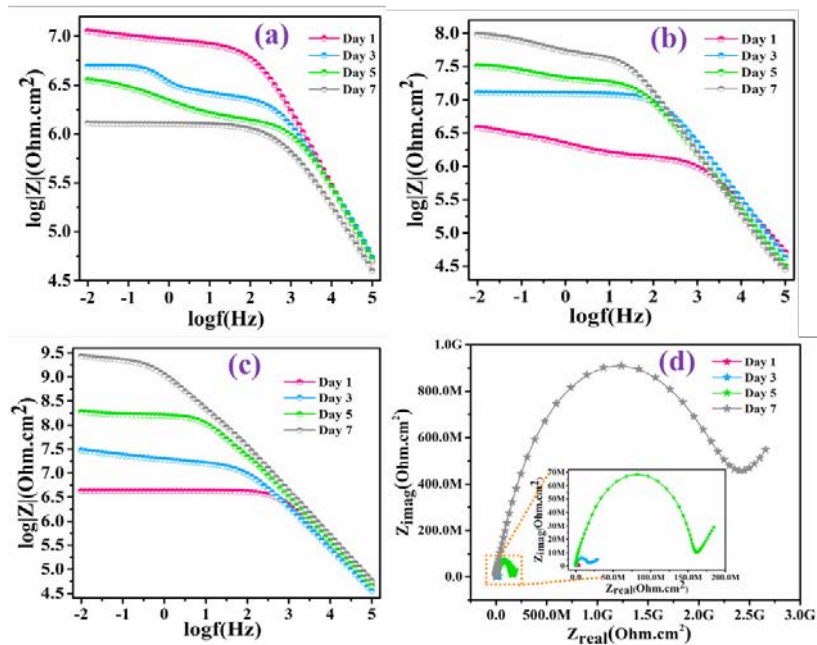 (a)
Day 1
Day 3
Day 5
Day 7
7.0
6.5
6.0
5.5
5.0
4.5
log|Z|(Ohm.cm²)
-2 -1 0 1 2 3 4 5
logf(Hz)
(b)
Day 1
Day 3
Day 5
Day 7
8.0
7.5
7.0
6.5
6.0
5.5
5.0
4.5
log|Z|(Ohm.cm²)
-2 -1 0 1 2 3 4 5
logf(Hz)
(c)
Day 1
Day 3
Day 5
Day 7
9.5
9.0
8.5
8.0
7.5
7.0
6.5
6.0
5.5
5.0
4.5
log|Z|(Ohm.cm²)
-2 -1 0 1 2 3 4 5
logf(Hz)
(d)
Day 1
Day 3
Day 5
Day 7
1.0G
800.0M
600.0M
400.0M
200.0M
0.0
Zimag(Ohm.cm²)
0.0 500.0M 1.0G 1.5G 2.0G 2.5G 3.0G
Zreal(Ohm.cm²)
70M
60M
50M
40M
30M
20M
10M
0
Zimag(Ohm.cm²)
0.0 50.0M 100.0M 150.0M 200.0M
Zreal(Ohm.cm²)